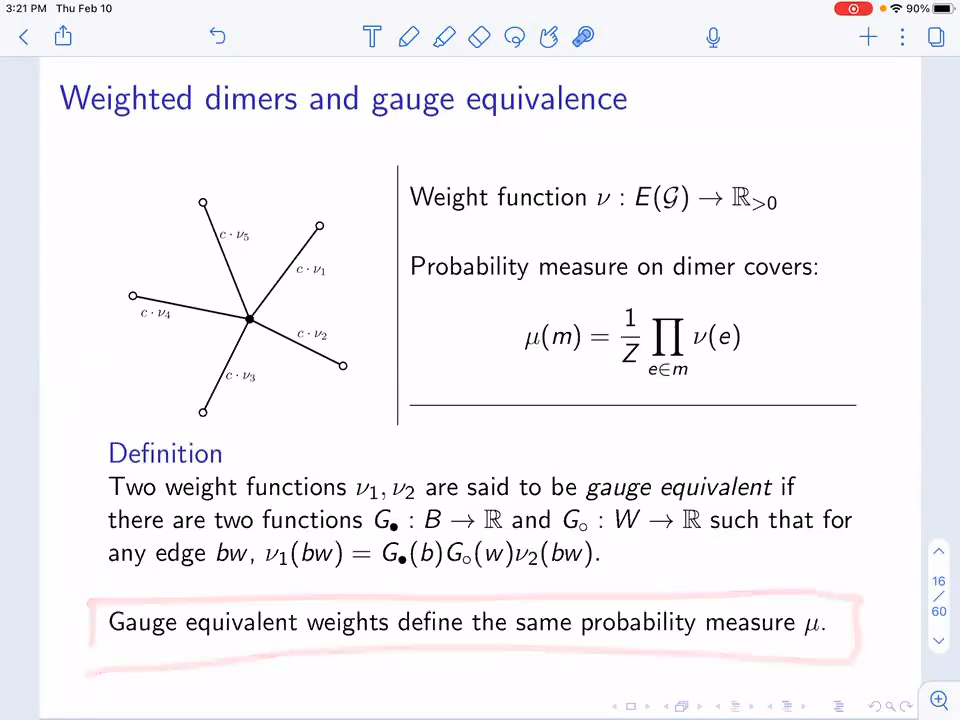 3:21 PM Thu Feb 10
90%
T
Weighted dimers and gauge equivalence
c · ν₅
c · ν₁
c · ν₄
c · ν₂
c · ν₃
Weight function ν : E(𝒢) → ℝ>0
Probability measure on dimer covers:
μ(m) = 1/Z ∏ e∈m ν(e)
Definition
Two weight functions ν₁, ν₂ are said to be gauge equivalent if
there are two functions G• : B → ℝ and G∘ : W → ℝ such that for
any edge bw, ν₁(bw) = G•(b)G∘(w)ν₂(bw).
Gauge equivalent weights define the same probability measure μ.
16
/
60